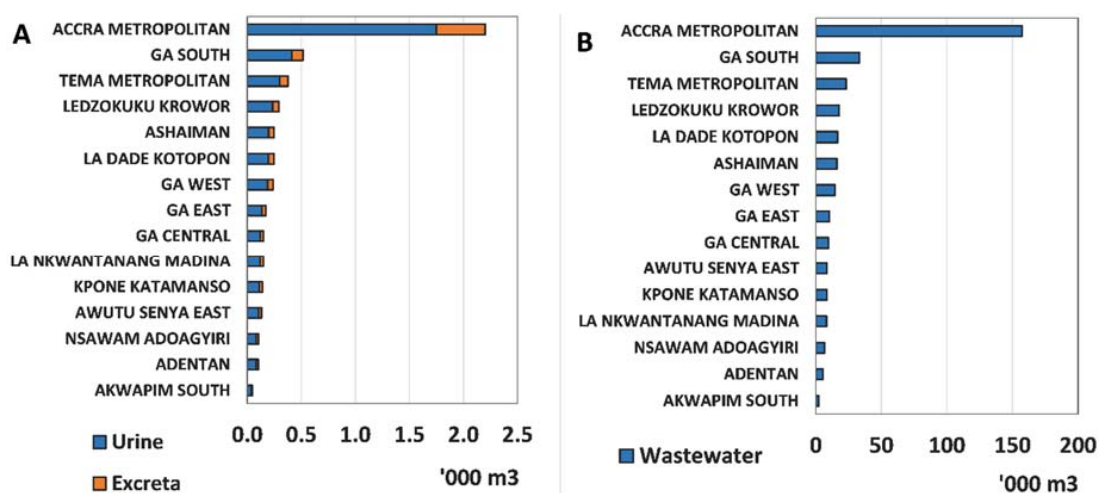 A
ACCRA METROPOLITAN
GA SOUTH
TEMA METROPOLITAN
LEDZOKUKU KROWOR
ASHAIMAN
LA DADE KOTOPON
GA WEST
GA EAST
GA CENTRAL
LA NKWANTANANG MADINA
KPONE KATAMANSO
AWUTU SENYA EAST
NSAWAM ADOAGYIRI
ADENTAN
AKWAPIM SOUTH
0.0 0.5 1.0 1.5 2.0 2.5
Urine
Excreta
'000 m3
B
ACCRA METROPOLITAN
GA SOUTH
TEMA METROPOLITAN
LEDZOKUKU KROWOR
LA DADE KOTOPON
ASHAIMAN
GA WEST
GA EAST
GA CENTRAL
AWUTU SENYA EAST
KPONE KATAMANSO
LA NKWANTANANG MADINA
NSAWAM ADOAGYIRI
ADENTAN
AKWAPIM SOUTH
0 50 100 150 200
Wastewater
'000 m3